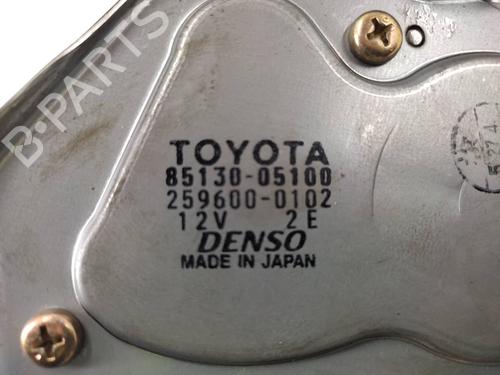 B-PARTS
TOYOTA
85130-05100
259600-0102
12V 2E
DENSO
MADE IN JAPAN